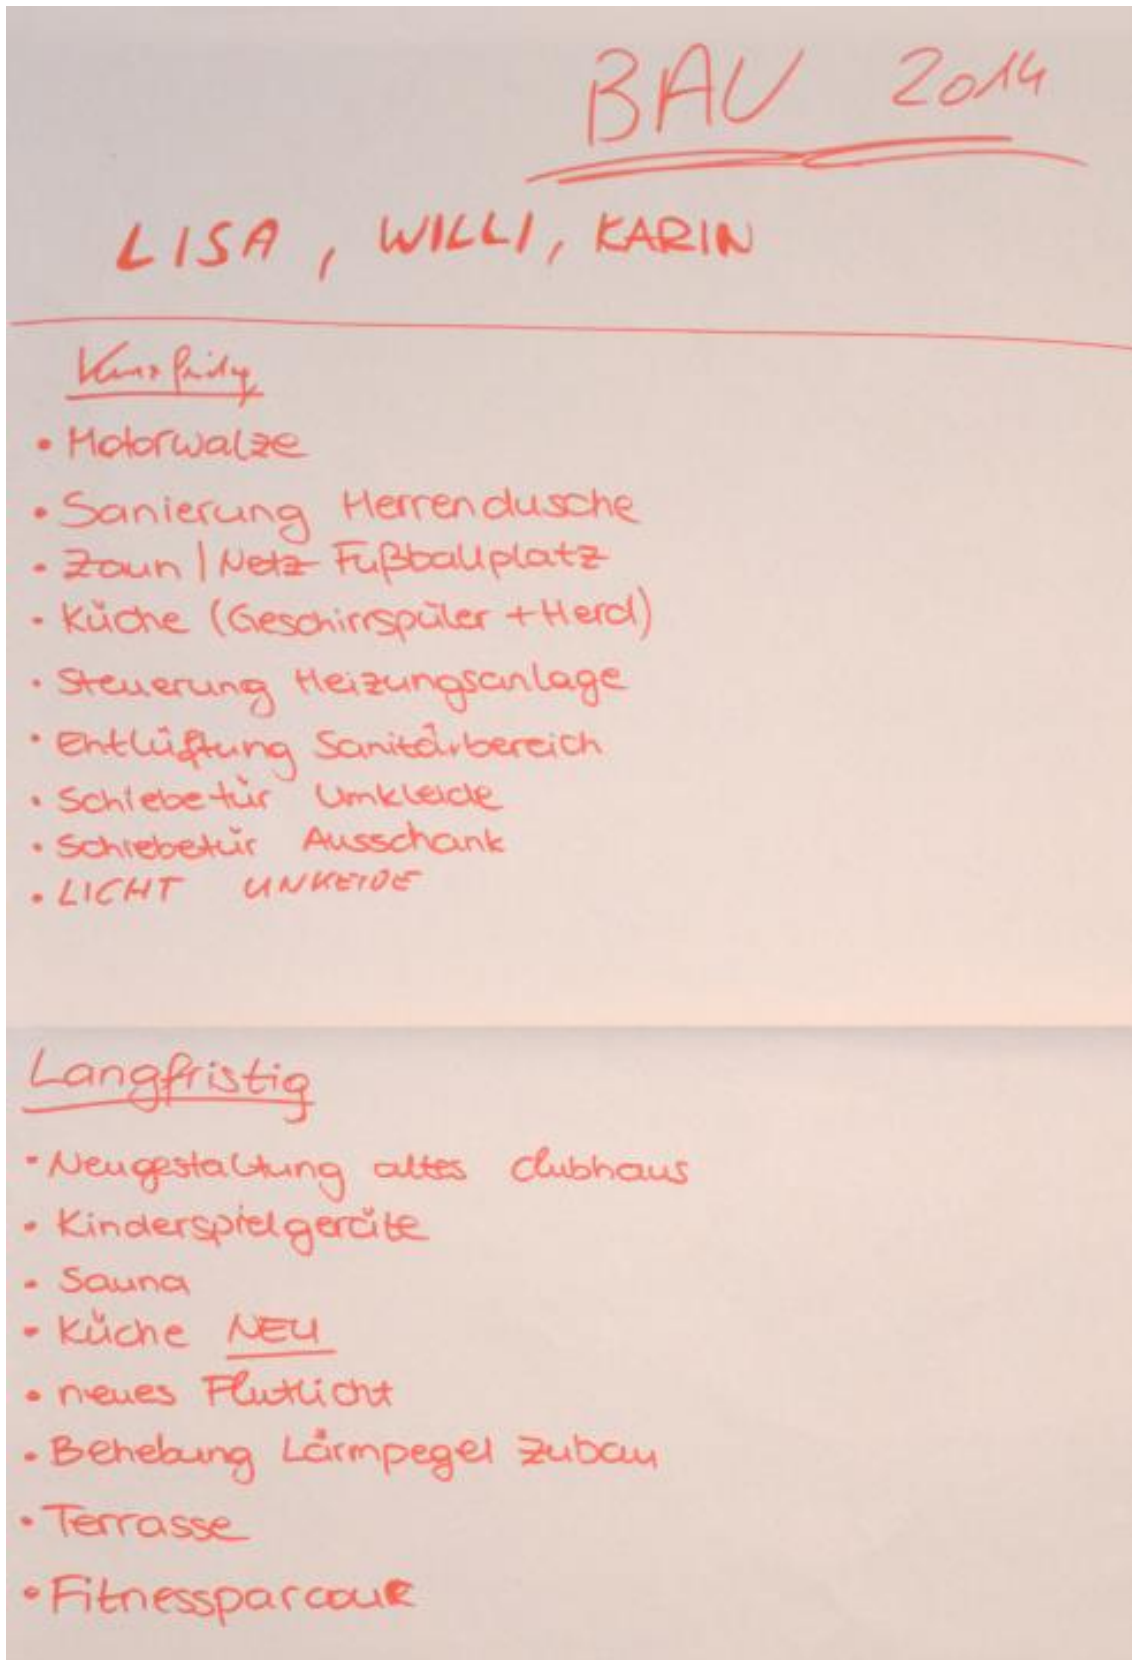 BAU 2014
LISA, WILLI, KARIN
Kurzfristig
• Motorwalze
• Sanierung Herrendusche
• Zaun | Netz Fußballplatz
• Küche (Geschirrspüler + Herd)
• Steuerung Heizungsanlage
• Entlüftung Sanitärbereich
• Schiebetür Umkleide
• Schiebetür Ausschank
• LICHT UNKEIDE
Langfristig
• Neugestaltung altes Clubhaus
• Kinderspielgeräte
• Sauna
• Küche NEU
• neues Flutlicht
• Behebung Lärmpegel Zubau
• Terrasse
• Fitnessparcour